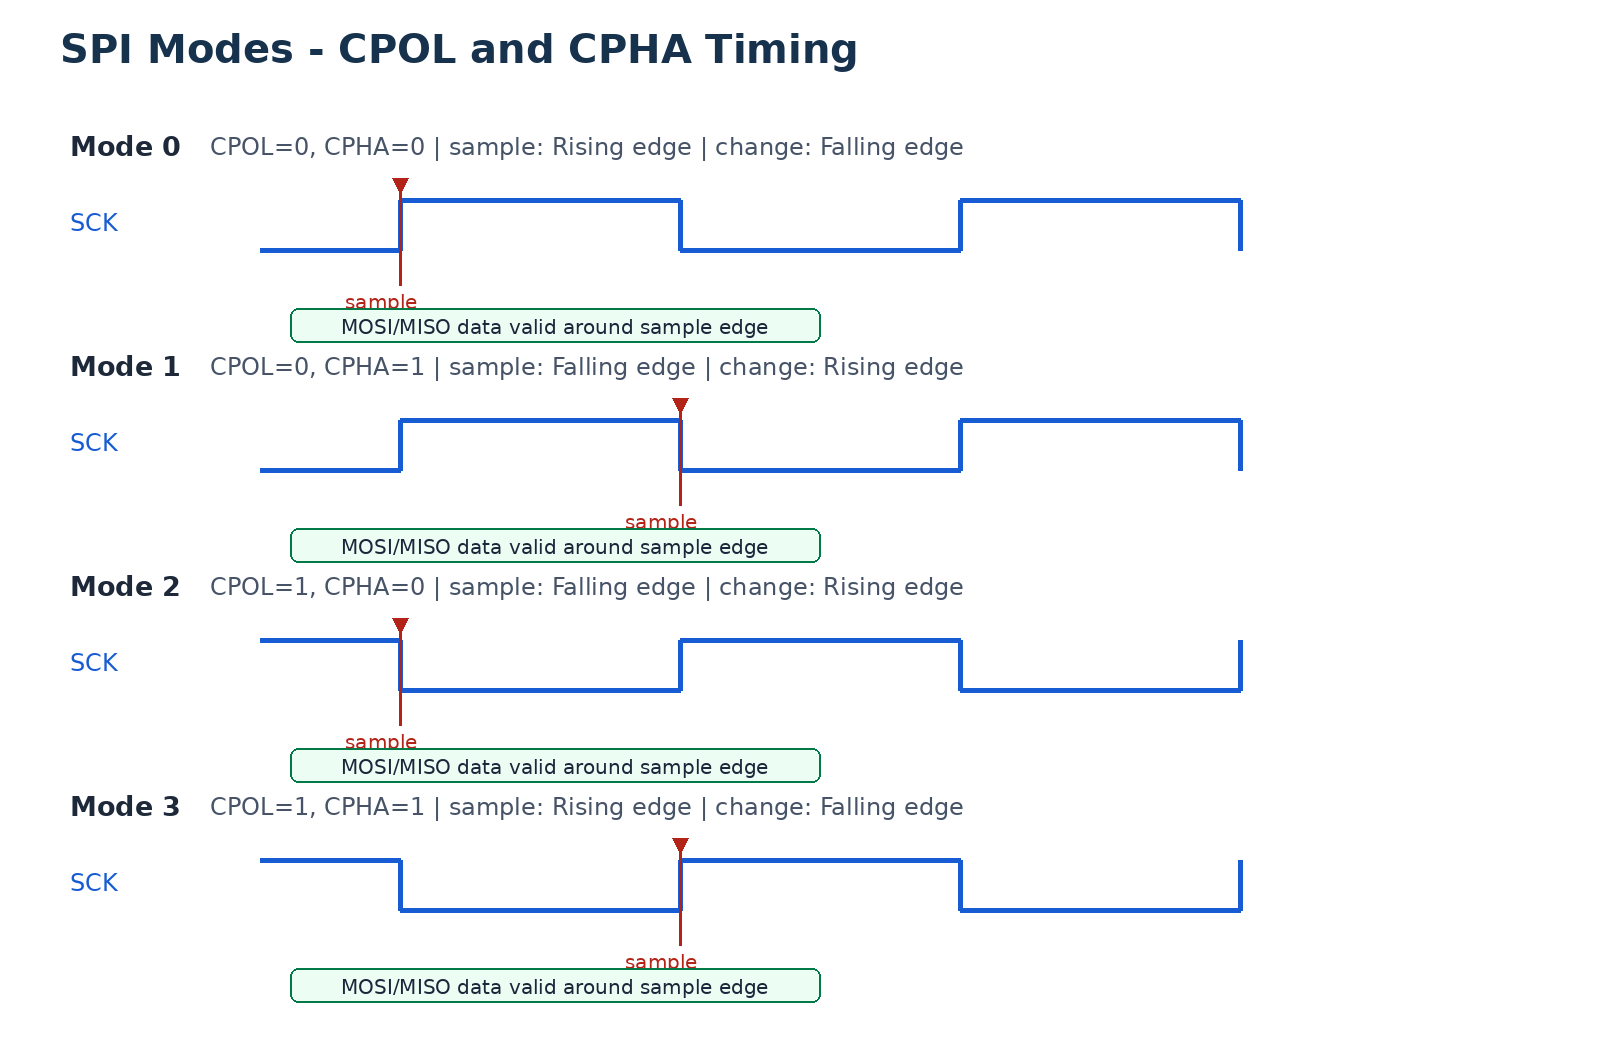 SPI Modes - CPOL and CPHA Timing
Mode 0 CPOL=0, CPHA=0 | sample: Rising edge | change: Falling edge
SCK
sample
MOSI/MISO data valid around sample edge
Mode 1 CPOL=0, CPHA=1 | sample: Falling edge | change: Rising edge
SCK
sample
MOSI/MISO data valid around sample edge
Mode 2 CPOL=1, CPHA=0 | sample: Falling edge | change: Rising edge
SCK
sample
MOSI/MISO data valid around sample edge
Mode 3 CPOL=1, CPHA=1 | sample: Rising edge | change: Falling edge
SCK
sample
MOSI/MISO data valid around sample edge